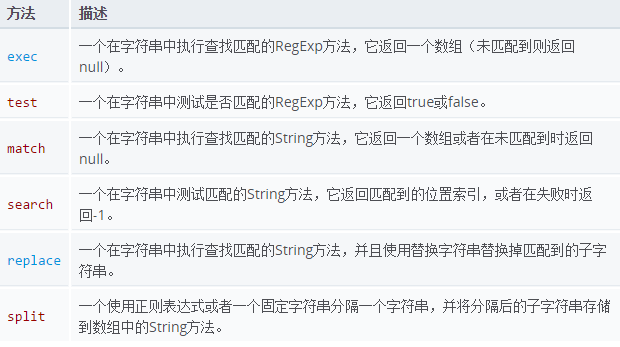 方法 描述
exec 一个在字符串中执行查找匹配的RegExp方法，它返回一个数组（未匹配到则返回
null）。
test 一个在字符串中测试是否匹配的RegExp方法，它返回true或false。
match 一个在字符串中执行查找匹配的String方法，它返回一个数组或者在未匹配到时返回
null。
search 一个在字符串中测试匹配的String方法，它返回匹配到的位置索引，或者在失败时返
回-1。
replace 一个在字符串中执行查找匹配的String方法，并且使用替换字符串替换掉匹配到的子字
符串。
split 一个使用正则表达式或者一个固定字符串分隔一个字符串，并将分隔后的子字符串存储
到数组中的String方法。